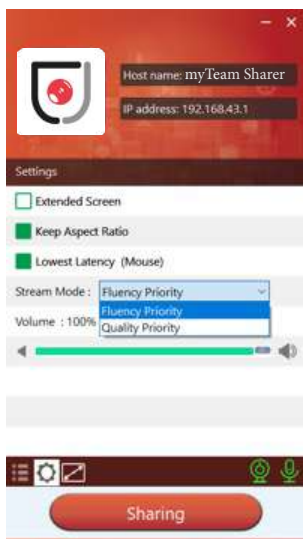 Host name: myTeam Sharer
IP address: 192.168.43.1
Settings
Extended Screen
Keep Aspect Ratio
Lowest Latency (Mouse)
Stream Mode : Fluency Priority
Fluency Priority
Volume : 100%
Quality Priority
Sharing